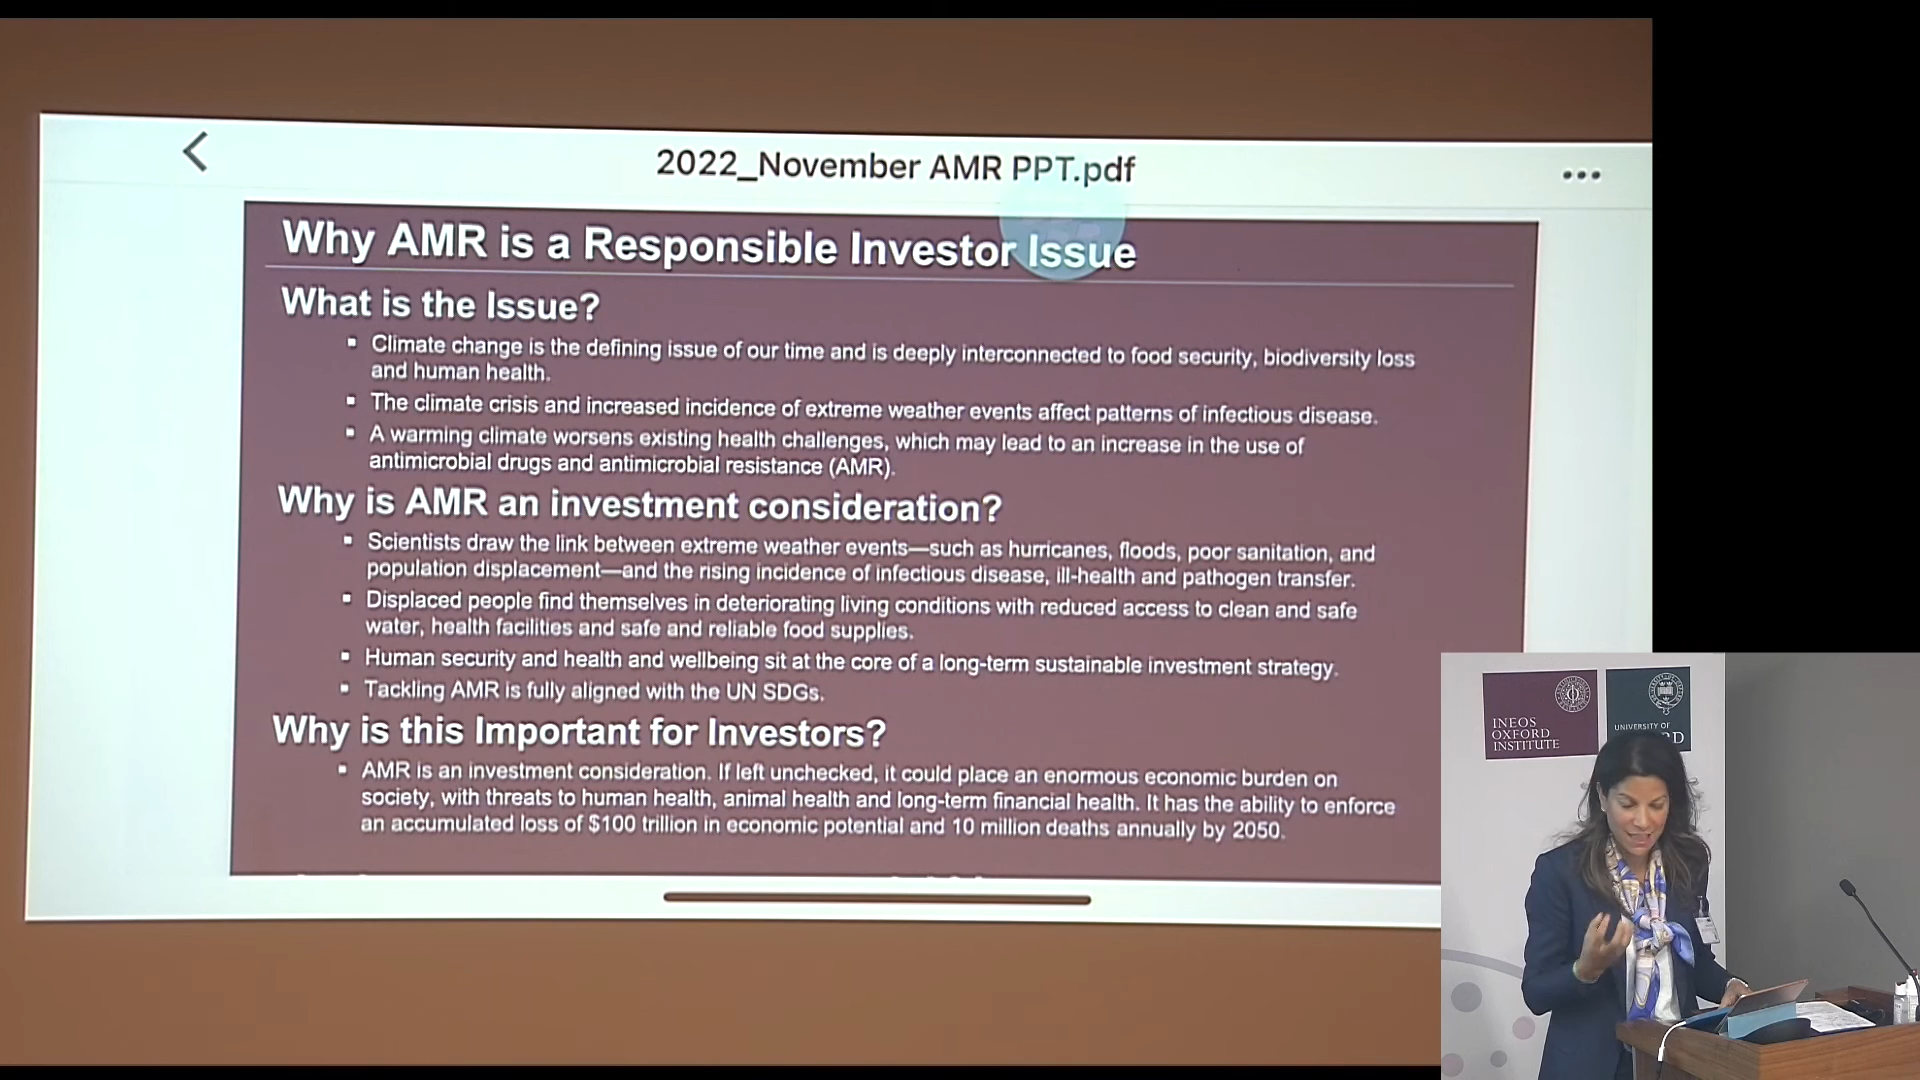 2022_November AMR PPT.pdf
Why AMR is a Responsible Investor Issue
What is the Issue?
▪ Climate change is the defining issue of our time and is deeply interconnected to food security, biodiversity loss
and human health.
▪ The climate crisis and increased incidence of extreme weather events affect patterns of infectious disease.
▪ A warming climate worsens existing health challenges, which may lead to an increase in the use of
antimicrobial drugs and antimicrobial resistance (AMR).
Why is AMR an investment consideration?
▪ Scientists draw the link between extreme weather events—such as hurricanes, floods, poor sanitation, and
population displacement—and the rising incidence of infectious disease, ill-health and pathogen transfer.
▪ Displaced people find themselves in deteriorating living conditions with reduced access to clean and safe
water, health facilities and safe and reliable food supplies.
▪ Human security and health and wellbeing sit at the core of a long-term sustainable investment strategy.
▪ Tackling AMR is fully aligned with the UN SDGs.
Why is this Important for Investors?
▪ AMR is an investment consideration. If left unchecked, it could place an enormous economic burden on
society, with threats to human health, animal health and long-term financial health. It has the ability to enforce
an accumulated loss of $100 trillion in economic potential and 10 million deaths annually by 2050.
INEOS
OXFORD
INSTITUTE
UNIVERSITY OF